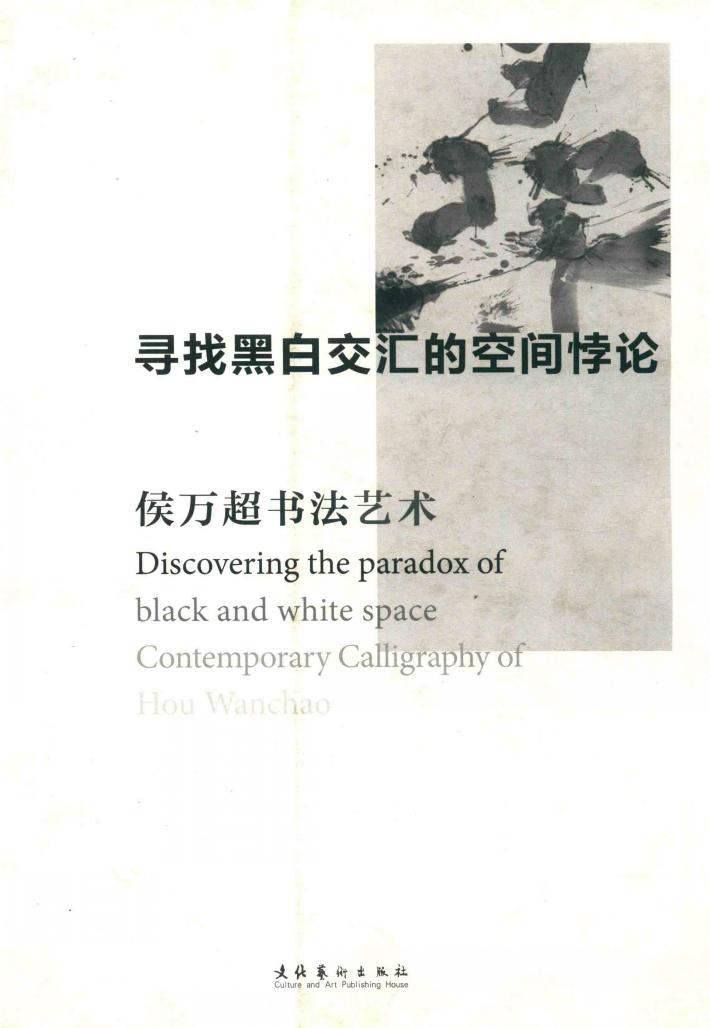 寻找黑白交汇的空间悖论
侯万超书法艺术
Discovering the paradox of
black and white space
Contemporary Calligraphy of
Hou Wanchao
文化藝術出版社
Culture and Art Publishing House